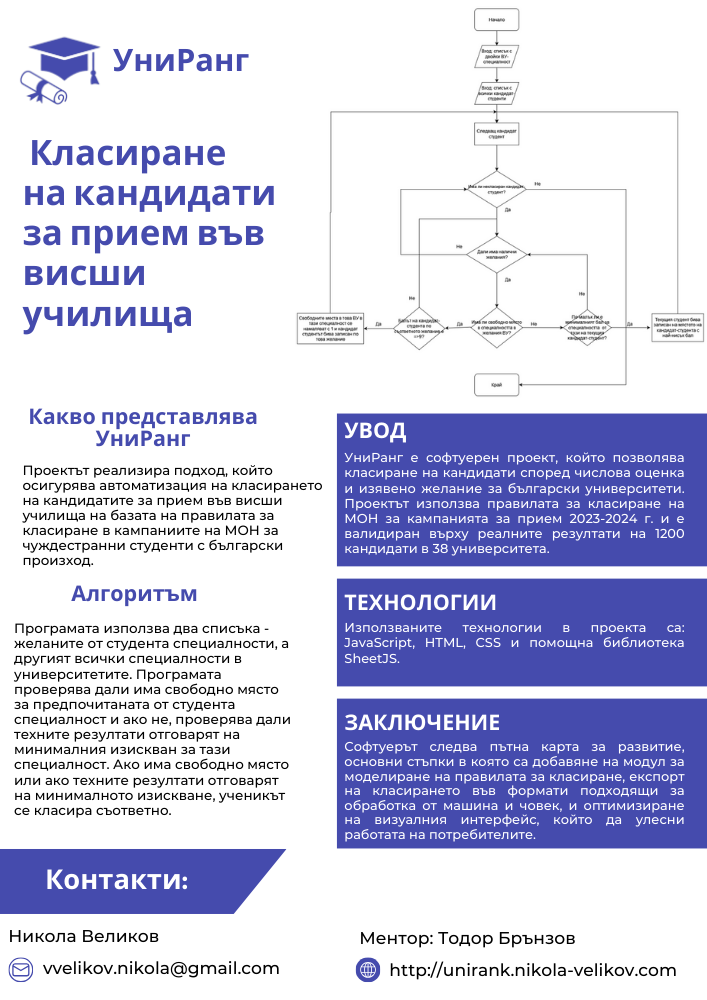 УниРанг
Класиране
на кандидати
за прием във
висши
училища
Начало
Вход: списък с
двойки ВУ-
специалност
Вход: списък с
всички кандидат
студенти
Следващ кандидат
студент
Има ли некласиран кандидат
студент?
Не
Да
Дали има налични
желания?
Не
Да
Не
Не
Свободните места в това ВУ в
тази специалност се
намаляват с 1 и кандидат
студентът бива записан по
това желание
Да
Балът на кандидат
студента по
съответното желание е
Да
Има ли свободно място
в специалността в
желания ВУ?
Не
По-малък ли е
минималният бал на
специалността от
този на текущия
кандидат-студент?
Да
Текущия студент бива
записан на мястото на
кандидат-студента с
най-нисък бал
Край
Какво представлява
УниРанг
Проектът реализира подход, който
осигурява автоматизация на класирането
на кандидатите за прием във висши
училища на базата на правилата за
класиране в кампаниите на МОН за
чуждестранни студенти с български
произход.
Алгоритъм
Програмата използва два списъка -
желаните от студента специалности, а
другият всички специалности в
университетите. Програмата
проверява дали има свободно място
за предпочитаната от студента
специалност и ако не, проверява дали
техните резултати отговарят на
минималния изискван за тази
специалност. Ако има свободно място
или ако техните резултати отговарят
на минималното изискване, ученикът
се класира съответно.
УВОД
УниРанг е софтуерен проект, който позволява
класиране на кандидати според числова оценка
и изявено желание за български университети.
Проектът използва правилата за класиране на
МОН за кампанията за прием 2023-2024 г. и е
валидиран върху реалните резултати на 1200
кандидати в 38 университета.
ТЕХНОЛОГИИ
Използваните технологии в проекта са:
JavaScript, HTML, CSS и помощна библиотека
SheetJS.
ЗАКЛЮЧЕНИЕ
Софтуерът следва пътна карта за развитие,
основни стъпки в която са добавяне на модул за
моделиране на правилата за класиране, експорт
на класирането във формати подходящи за
обработка от машина и човек, и оптимизиране
на визуалния интерфейс, който да улесни
работата на потребителите.
Контакти:
Никола Великов
vvelikov.nikola@gmail.com
Ментор: Тодор Брънзов
http://unirank.nikola-velikov.com